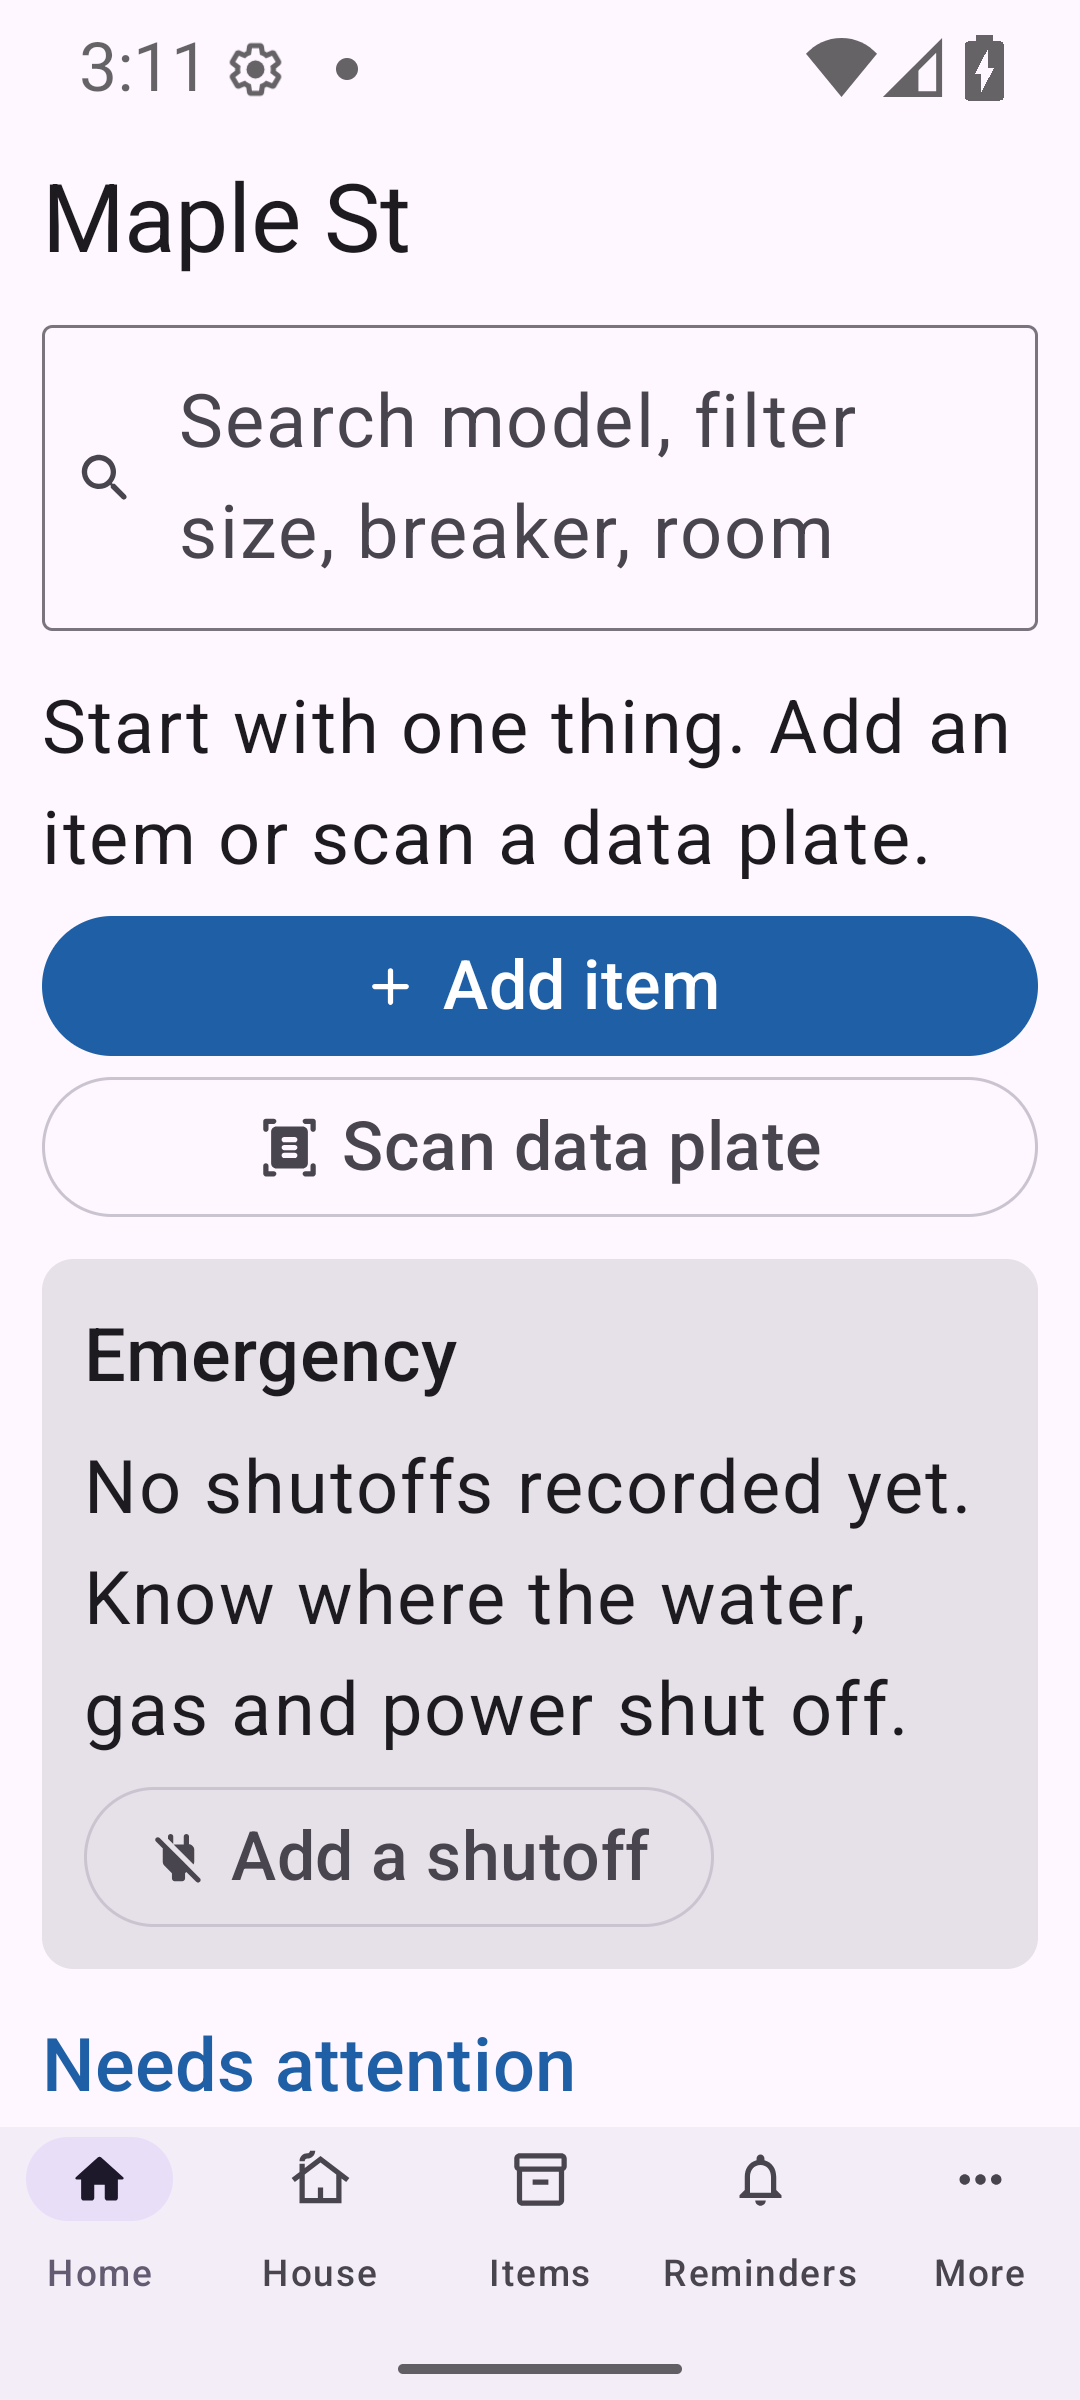 3:11
Maple St
Search model, filter
size, breaker, room
Start with one thing. Add an
item or scan a data plate.
Add item
Scan data plate
Emergency
No shutoffs recorded yet.
Know where the water,
gas and power shut off.
Add a shutoff
Needs attention
Home
House
Items
Reminders
More